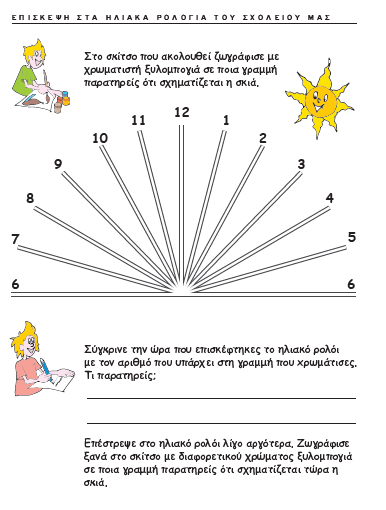 ΕΠΙΣΚΕΨΗ ΣΤΑ ΗΛΙΑΚΑ ΡΟΛΟΓΙΑ ΤΟΥ ΣΧΟΛΕΙΟΥ ΜΑΣ
Στο σκίτσο που ακολουθεί ζωγράφισε με
χρωματιστή ξυλομπογιά σε ποια γραμμή
παρατηρείς ότι σχηματίζεται η σκιά.
12
11
1
10
2
9
3
8
4
7
5
6
6
Σύγκρινε την ώρα που επισκέφτηκες το ηλιακό ρολόι
με τον αριθμό που υπάρχει στη γραμμή που χρωμάτισες.
Τι παρατηρείς;
Επέστρεψε στο ηλιακό ρολόι λίγο αργότερα. Ζωγράφισε
ξανά στο σκίτσο με διαφορετικού χρώματος ξυλομπογιά
σε ποια γραμμή παρατηρείς ότι σχηματίζεται τώρα η
σκιά.